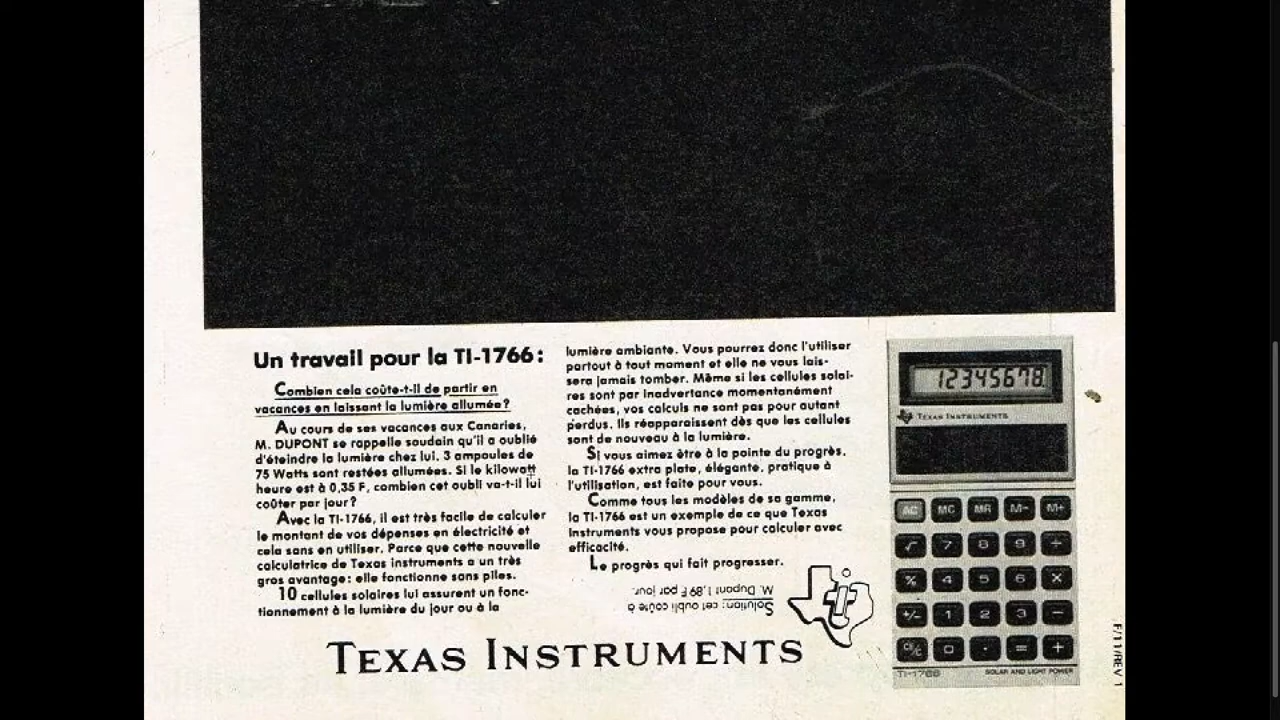 Un travail pour la TI-1766 :
Combien cela coûte-t-il de partir en
vacances en laissant la lumière allumée ?
Au cours de ses vacances aux Canaries,
M. DUPONT se rappelle soudain qu'il a oublié
d'éteindre la lumière chez lui. 3 ampoules de
75 Watts sont restées allumées. Si le kilowatt
heure est à 0,35 F, combien cet oubli va-t-il lui
coûter par jour ?
Avec la TI-1766, il est très facile de calculer
le montant de vos dépenses en électricité et
cela sans en utiliser. Parce que cette nouvelle
calculatrice de Texas instruments a un très
gros avantage : elle fonctionne sans piles.
10 cellules solaires lui assurent un fonc-
tionnement à la lumière du jour ou à la
lumière ambiante. Vous pourrez donc l'utiliser
partout à tout moment et elle ne vous lais-
sera jamais tomber. Même si les cellules solai-
res sont par inadvertance momentanément
cachées, vos calculs ne sont pas pour autant
perdus. Ils réapparaissent dès que les cellules
sont de nouveau à la lumière.
Si vous aimez être à la pointe du progrès,
la TI-1766 extra plate, élégante, pratique à
l'utilisation, est faite pour vous.
Comme tous les modèles de sa gamme,
la TI-1766 est un exemple de ce que Texas
Instruments vous propose pour calculer avec
efficacité.
Le progrès qui fait progresser.
Solution : cet oubli coûte à
M. Dupont 1,89 F par jour.
TEXAS INSTRUMENTS
12345678
TEXAS INSTRUMENTS
AC MC MR M- M+
√ 7 8 9 ÷
% 4 5 6 ×
+/- 1 2 3 −
CE/C 0 . = +
TI-1766 SOLAR AND LIGHT POWER
F/11/REV 1